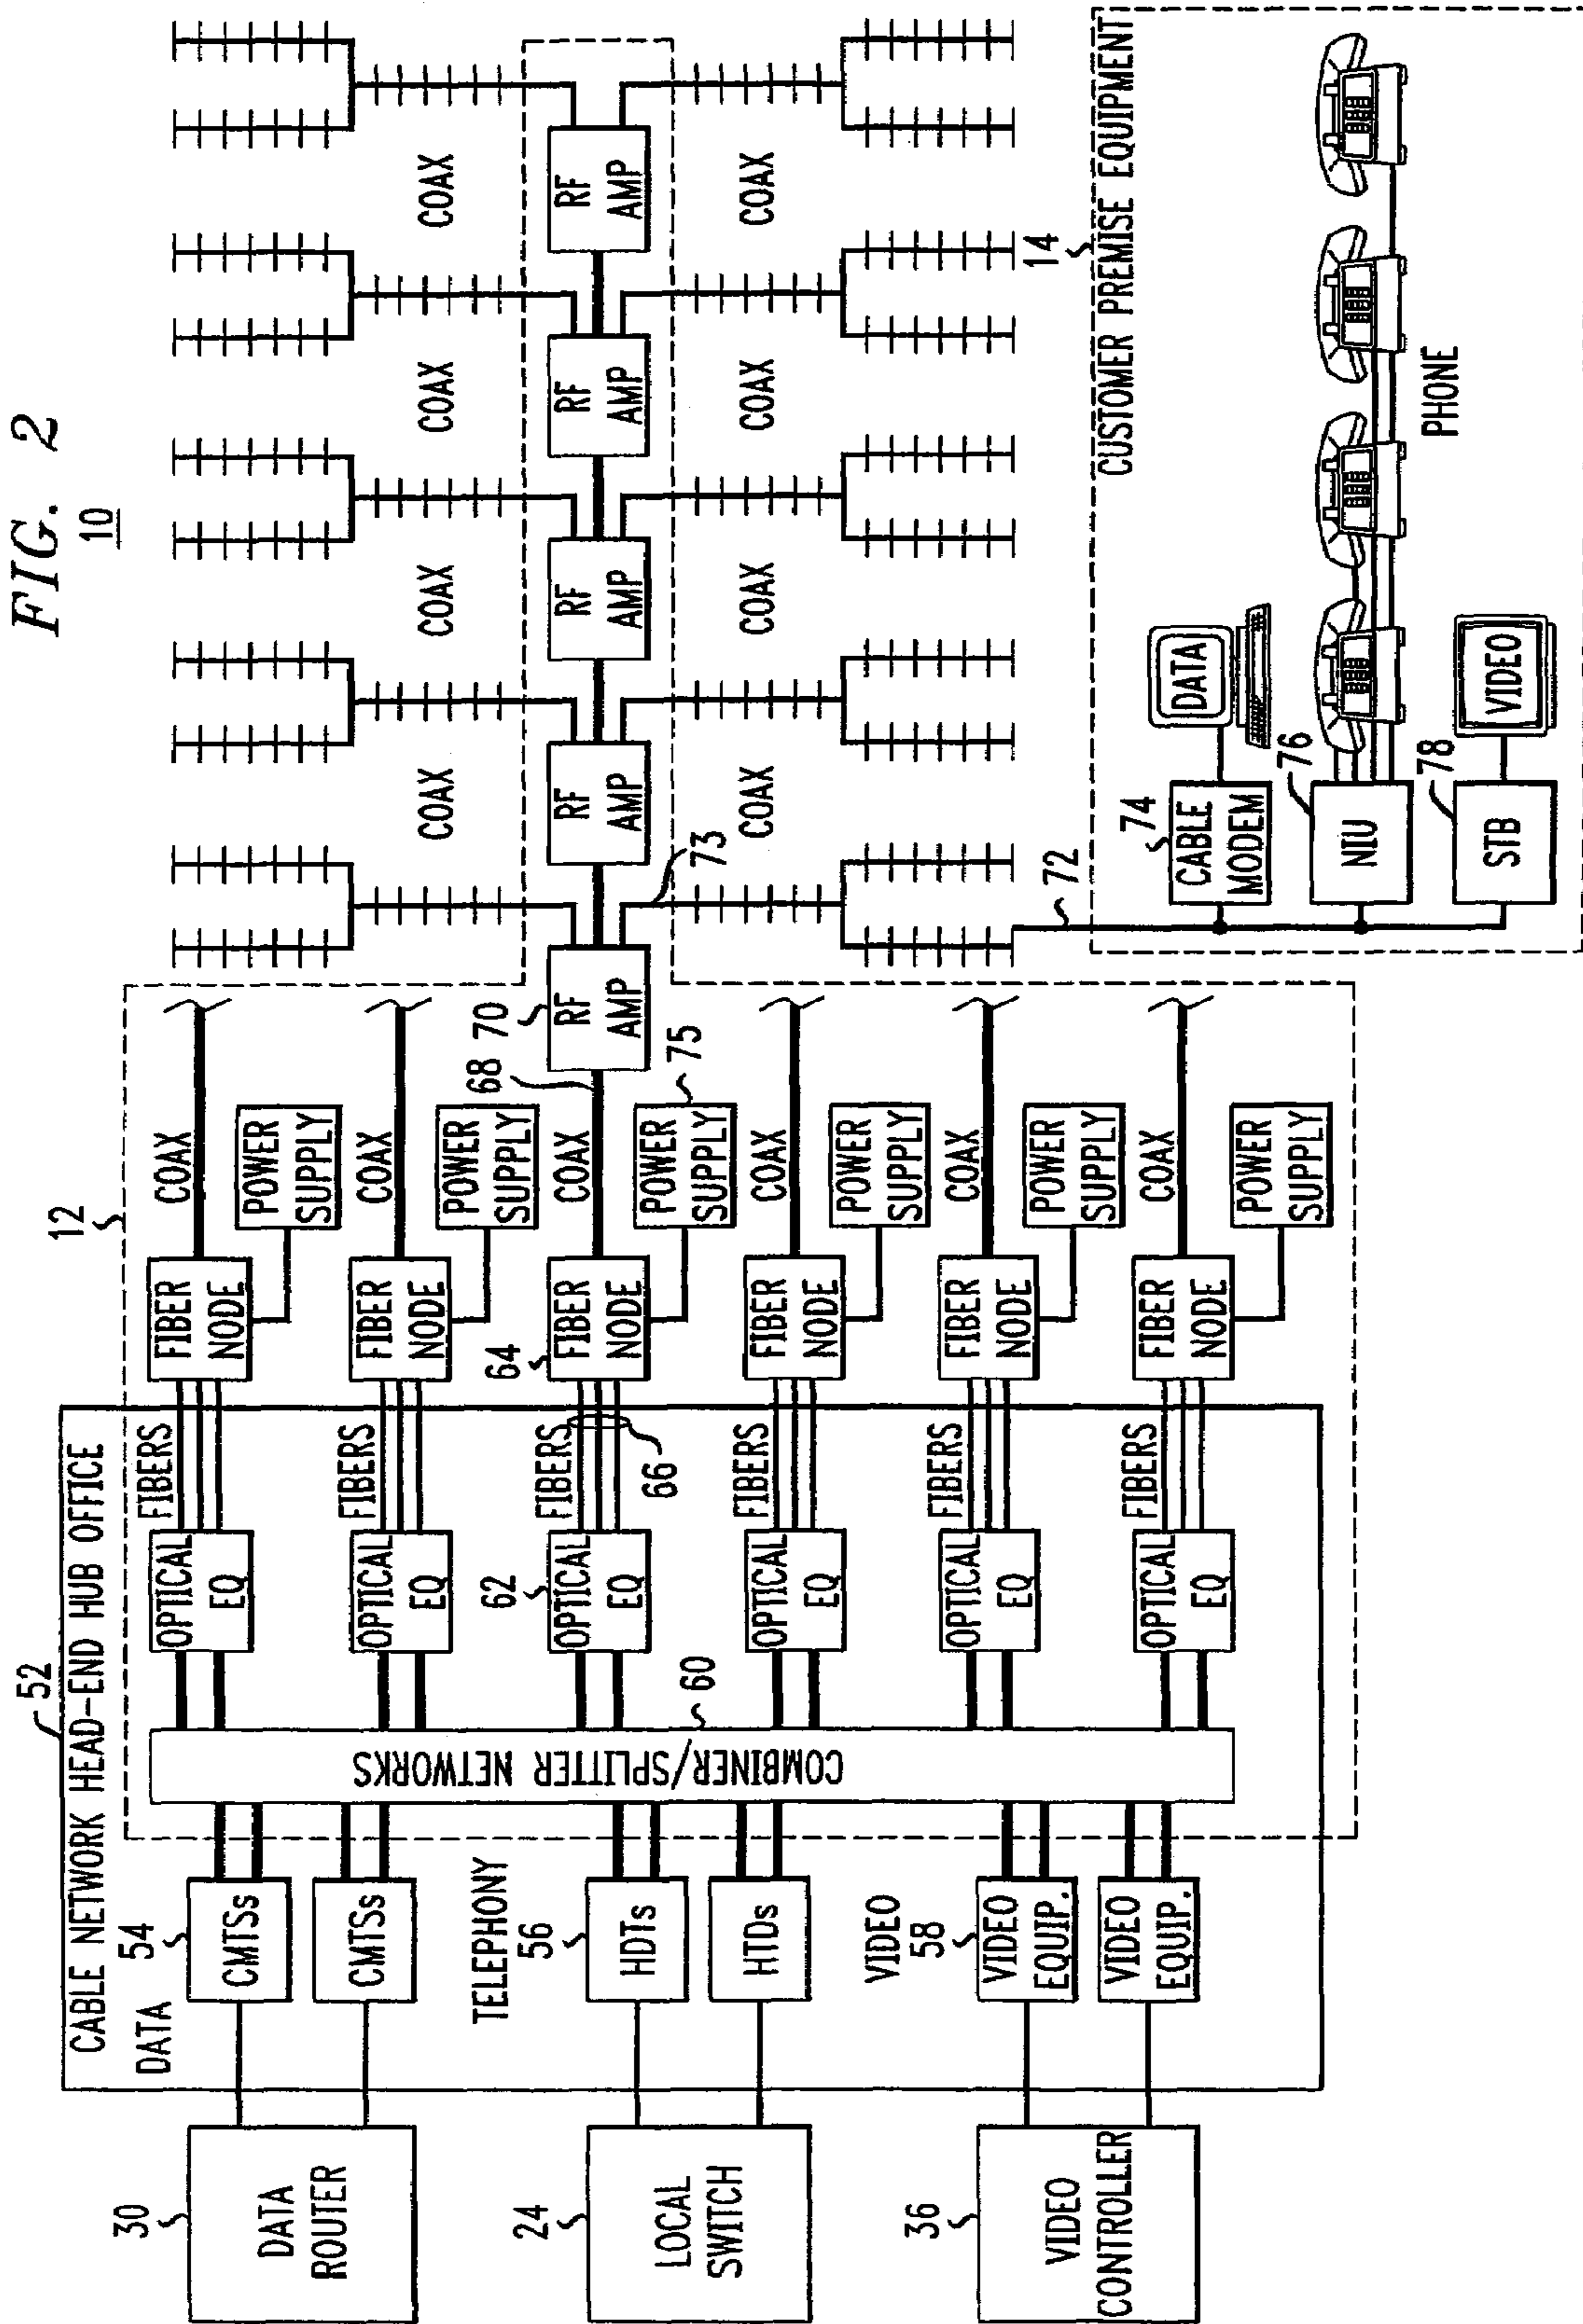 FIG. 2
10
52
CABLE NETWORK HEAD-END HUB OFFICE
12
30
DATA
ROUTER
24
LOCAL
SWITCH
36
VIDEO
CONTROLLER
DATA
54
CMTSs
CMTSs
TELEPHONY
56
HDTs
HTDs
VIDEO
58
VIDEO
EQUIP.
VIDEO
EQUIP.
COMBINER/SPLITTER NETWORKS
60
OPTICAL
EQ
OPTICAL
EQ
62
OPTICAL
EQ
OPTICAL
EQ
OPTICAL
EQ
OPTICAL
EQ
FIBERS
FIBERS
FIBERS
66
FIBERS
FIBERS
FIBERS
FIBER
NODE
FIBER
NODE
64
FIBER
NODE
FIBER
NODE
FIBER
NODE
FIBER
NODE
COAX
POWER
SUPPLY
COAX
POWER
SUPPLY
COAX
68
POWER
SUPPLY
75
COAX
POWER
SUPPLY
COAX
POWER
SUPPLY
COAX
POWER
SUPPLY
70
RF
AMP
RF
AMP
RF
AMP
RF
AMP
RF
AMP
COAX
COAX
COAX
COAX
73
COAX
COAX
COAX
COAX
72
14
CUSTOMER PREMISE EQUIPMENT
74
CABLE
MODEM
DATA
76
NIU
PHONE
78
STB
VIDEO